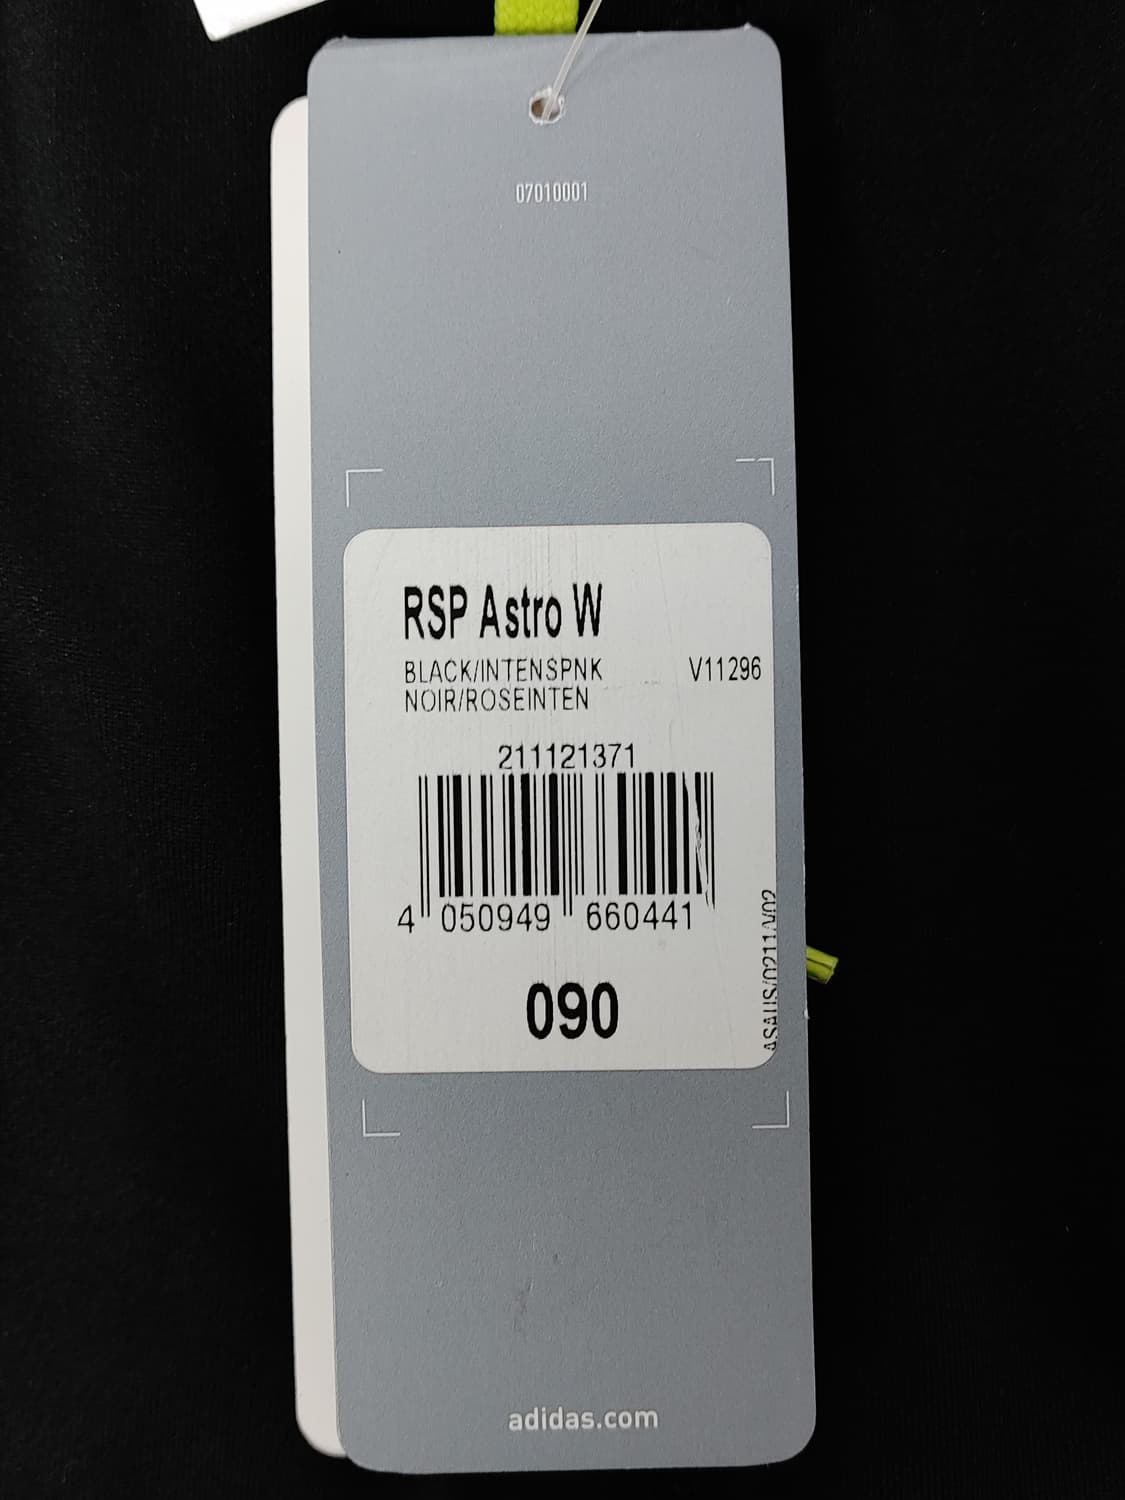 07010001
RSP Astro W
BLACK/INTENSPNK V11296
NOIR/ROSEINTEN
211121371
4 050949 660441
090
ASAUS/0211/V02
adidas.com